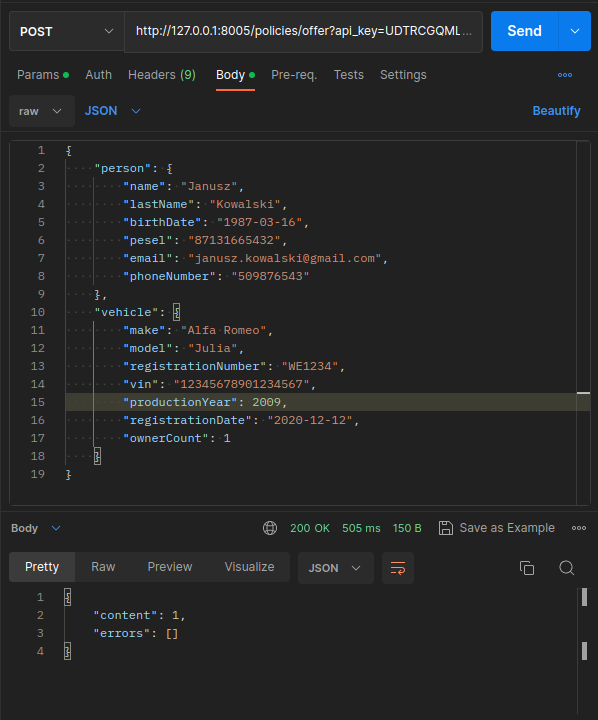 POST http://127.0.0.1:8005/policies/offer?api_key=UDTRCGQML... Send
Params Auth Headers (9) Body Pre-req. Tests Settings
raw JSON Beautify
1 {
2 "person": {
3 "name": "Janusz",
4 "lastName": "Kowalski",
5 "birthDate": "1987-03-16",
6 "pesel": "87131665432",
7 "email": "janusz.kowalski@gmail.com",
8 "phoneNumber": "509876543"
9 },
10 "vehicle": {
11 "make": "Alfa Romeo",
12 "model": "Julia",
13 "registrationNumber": "WE1234",
14 "vin": "12345678901234567",
15 "productionYear": 2009,
16 "registrationDate": "2020-12-12",
17 "ownerCount": 1
18 }
19 }
Body 200 OK 505 ms 150 B Save as Example
Pretty Raw Preview Visualize JSON
1 {
2 "content": 1,
3 "errors": []
4 }